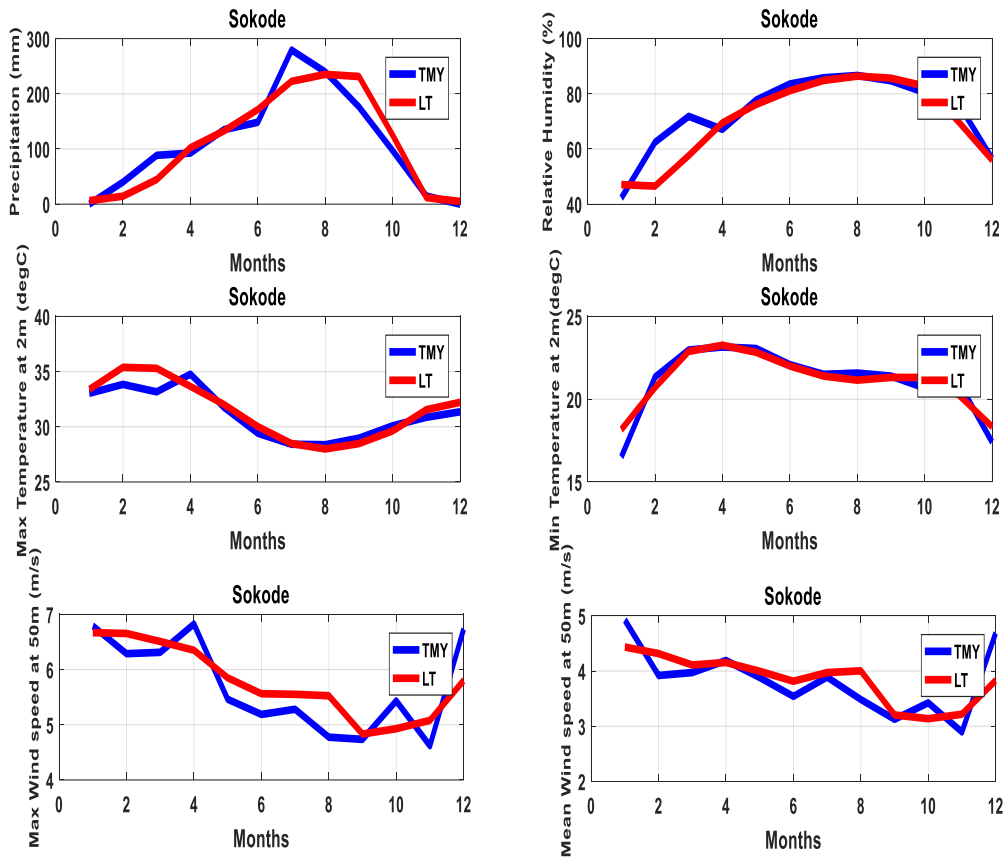 Sokode
Precipitation (mm)
300
200
100
0
TMY
LT
0 2 4 6 8 10 12
Months
Sokode
Relative Humidity (%)
100
80
60
40
TMY
LT
0 2 4 6 8 10 12
Months
Sokode
Max Temperature at 2m (degC)
40
35
30
25
TMY
LT
0 2 4 6 8 10 12
Months
Sokode
Min Temperature at 2m(degC)
25
20
15
TMY
LT
0 2 4 6 8 10 12
Months
Sokode
Max Wind speed at 50m (m/s)
7
6
5
4
TMY
LT
0 2 4 6 8 10 12
Months
Sokode
Mean Wind speed at 50m (m/s)
5
4
3
2
TMY
LT
0 2 4 6 8 10 12
Months